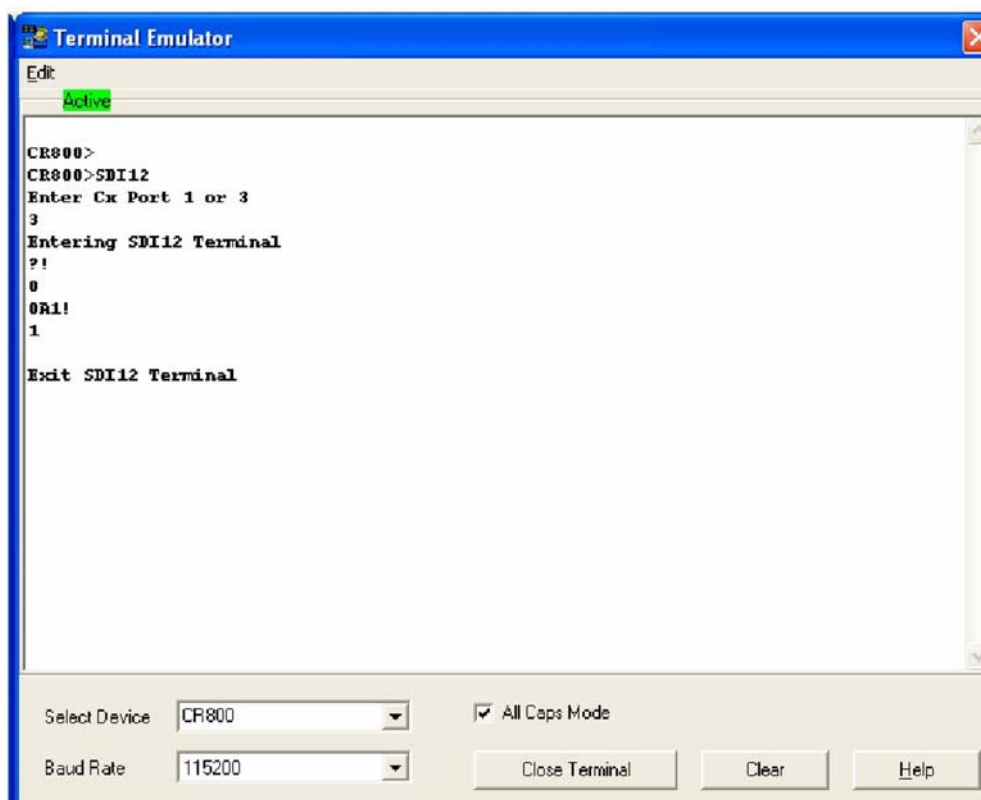 Terminal Emulator
Edit
Active
CR800>
CR800>SDI12
Enter Cx Port 1 or 3
3
Entering SDI12 Terminal
?!
0
0A1!
1
Exit SDI12 Terminal
Select Device
CR800
All Caps Mode
Baud Rate
115200
Close Terminal
Clear
Help